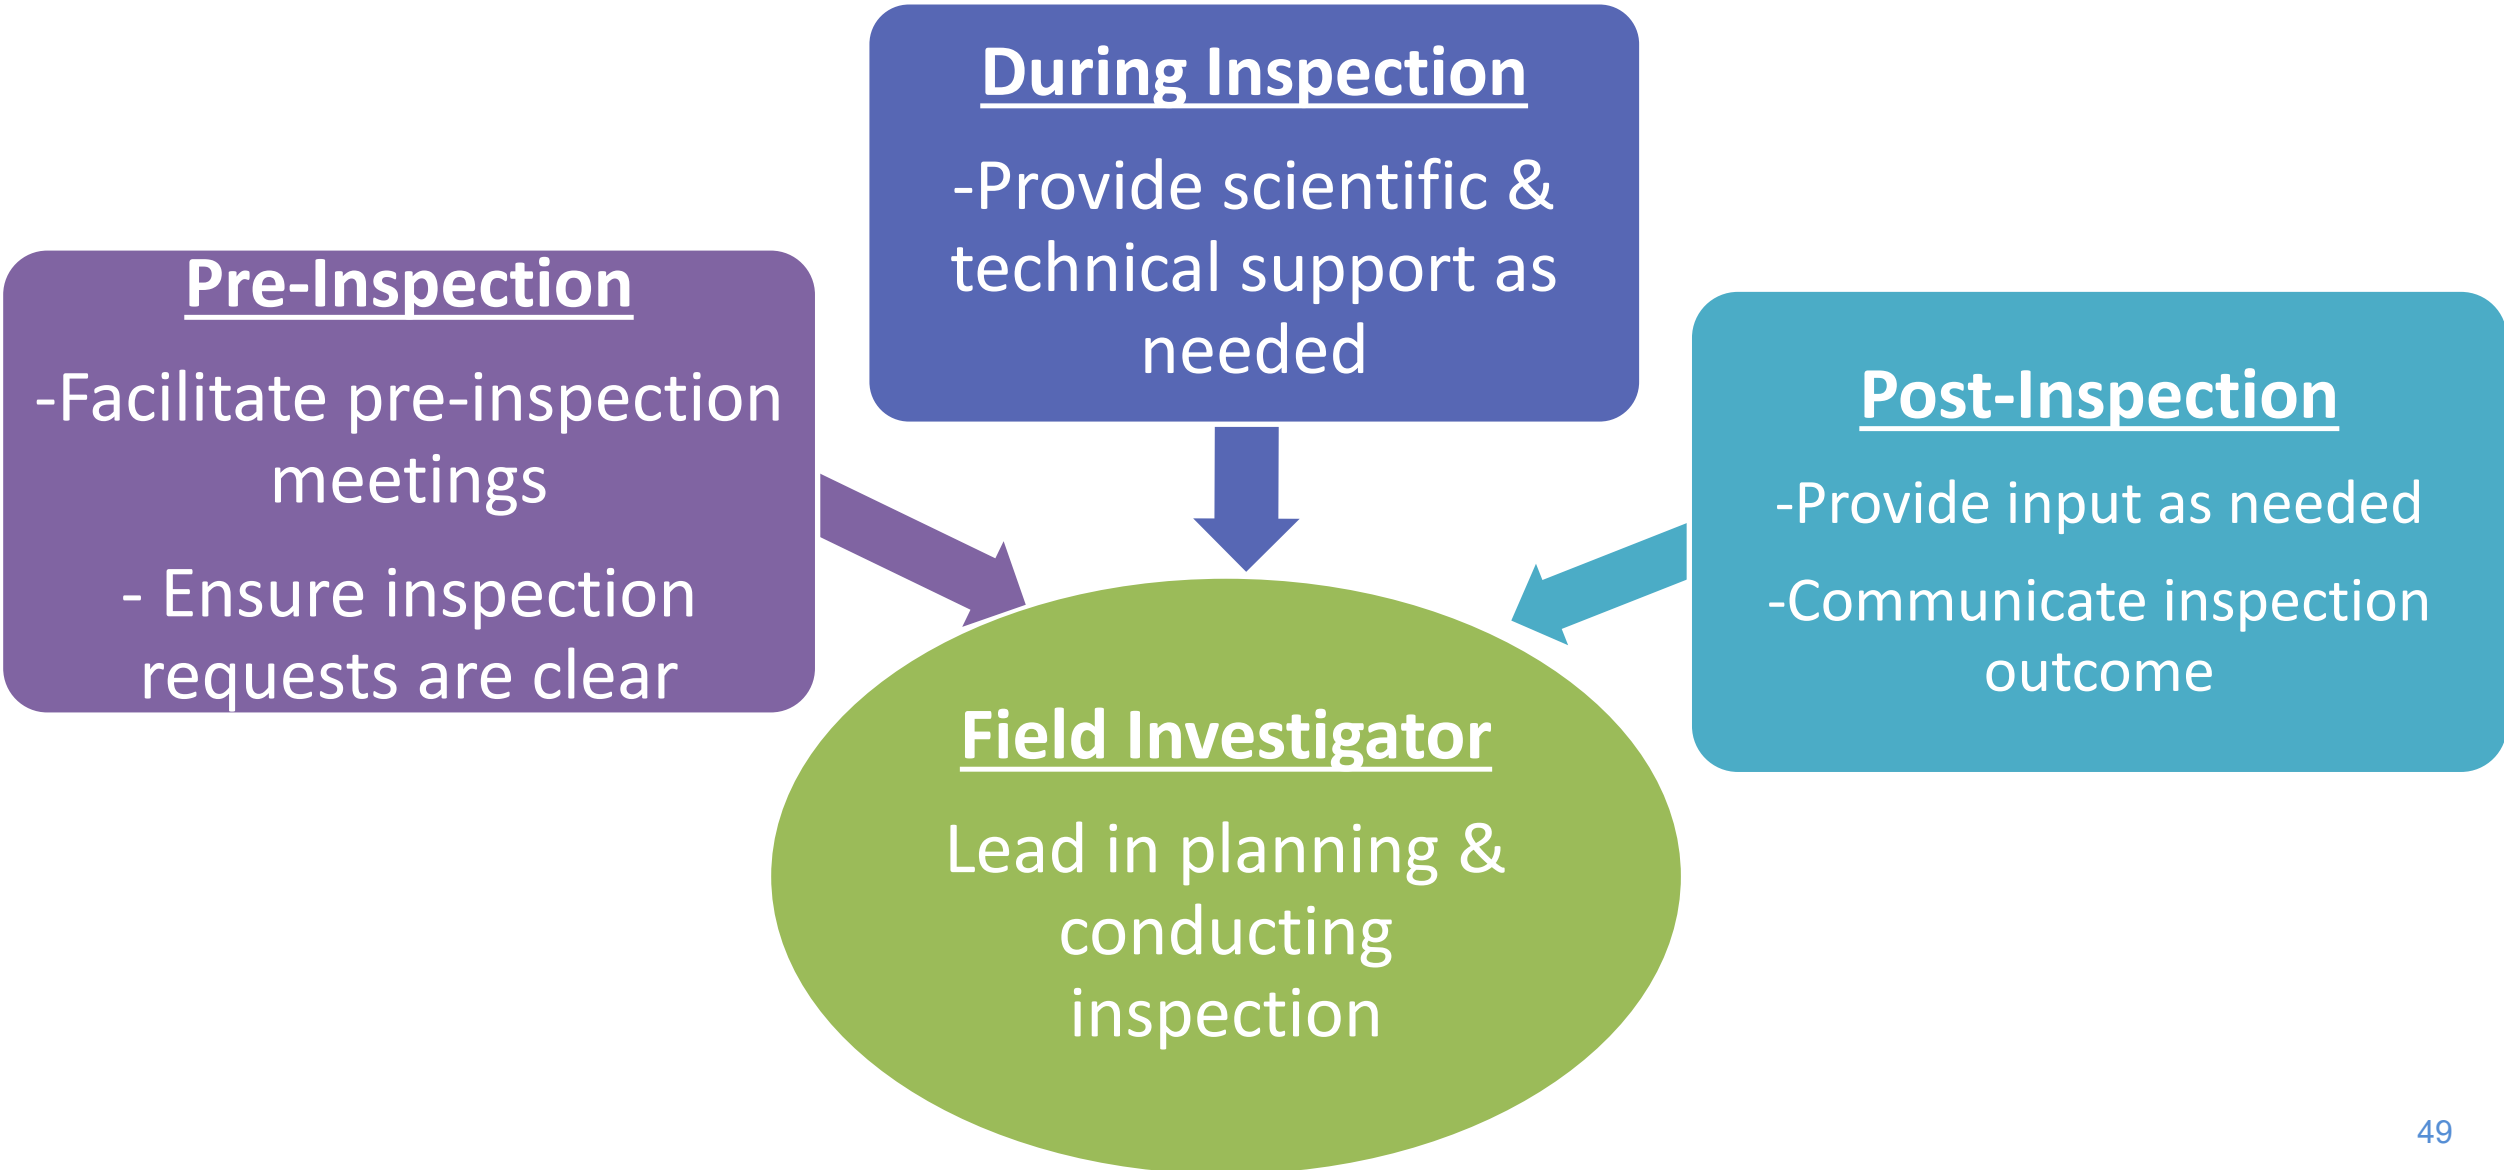 Pre-Inspection
-Facilitate pre-inspection
meetings
- Ensure inspection
requests are clear
During Inspection
-Provide scientific &
technical support as
needed
Post-Inspection
-Provide input as needed
-Communicate inspection
outcome
Field Investigator
Lead in planning &
conducting
inspection
49